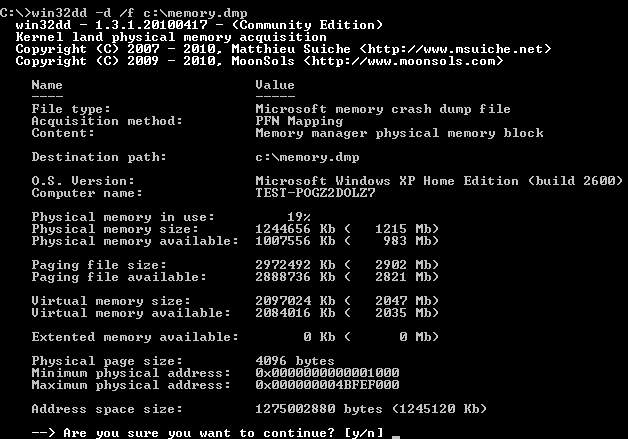 C:\>win32dd -d /f c:\memory.dmp
win32dd - 1.3.1.20100417 - (Community Edition)
Kernel land physical memory acquisition
Copyright (C) 2007 - 2010, Matthieu Suiche <http://www.msuiche.net>
Copyright (C) 2009 - 2010, MoonSols <http://www.moonsols.com>
Name Value
---- -----
File type: Microsoft memory crash dump file
Acquisition method: PFN Mapping
Content: Memory manager physical memory block
Destination path: c:\memory.dmp
O.S. Version: Microsoft Windows XP Home Edition (build 2600)
Computer name: TEST-POGZ2DOLZ7
Physical memory in use: 19%
Physical memory size: 1244656 Kb ( 1215 Mb)
Physical memory available: 1007556 Kb ( 983 Mb)
Paging file size: 2972492 Kb ( 2902 Mb)
Paging file available: 2888736 Kb ( 2821 Mb)
Virtual memory size: 2097024 Kb ( 2047 Mb)
Virtual memory available: 2084016 Kb ( 2035 Mb)
Extented memory available: 0 Kb ( 0 Mb)
Physical page size: 4096 bytes
Minimum physical address: 0x0000000000001000
Maximum physical address: 0x000000004BFEF000
Address space size: 1275002880 bytes (1245120 Kb)
--> Are you sure you want to continue? [y/n] _